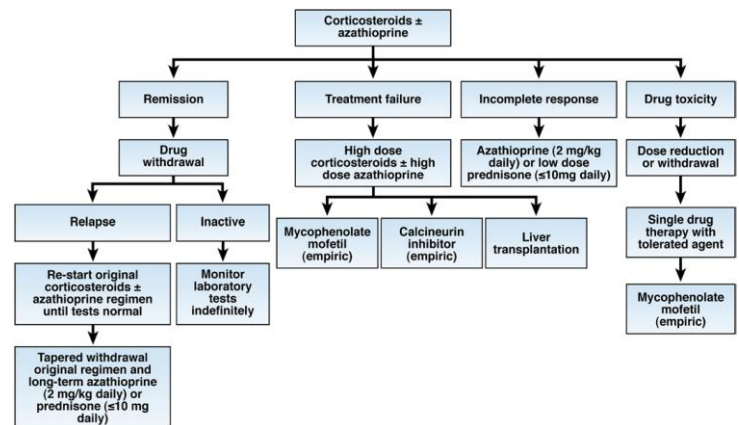 Corticosteroids ±
azathioprine
Remission
Treatment failure
Incomplete response
Drug toxicity
Drug
withdrawal
High dose
corticosteroids ± high
dose azathioprine
Azathioprine (2 mg/kg
daily) or low dose
prednisone (≤10mg daily)
Dose reduction
or withdrawal
Relapse
Inactive
Mycophenolate
mofetil
(empiric)
Calcineurin
inhibitor
(empiric)
Liver
transplantation
Single drug
therapy with
tolerated agent
Re-start original
corticosteroids ±
azathioprine regimen
until tests normal
Monitor
laboratory
tests
indefinitely
Mycophenolate
mofetil
(empiric)
Tapered withdrawal
original regimen and
long-term azathioprine
(2 mg/kg daily) or
prednisone (≤10 mg
daily)